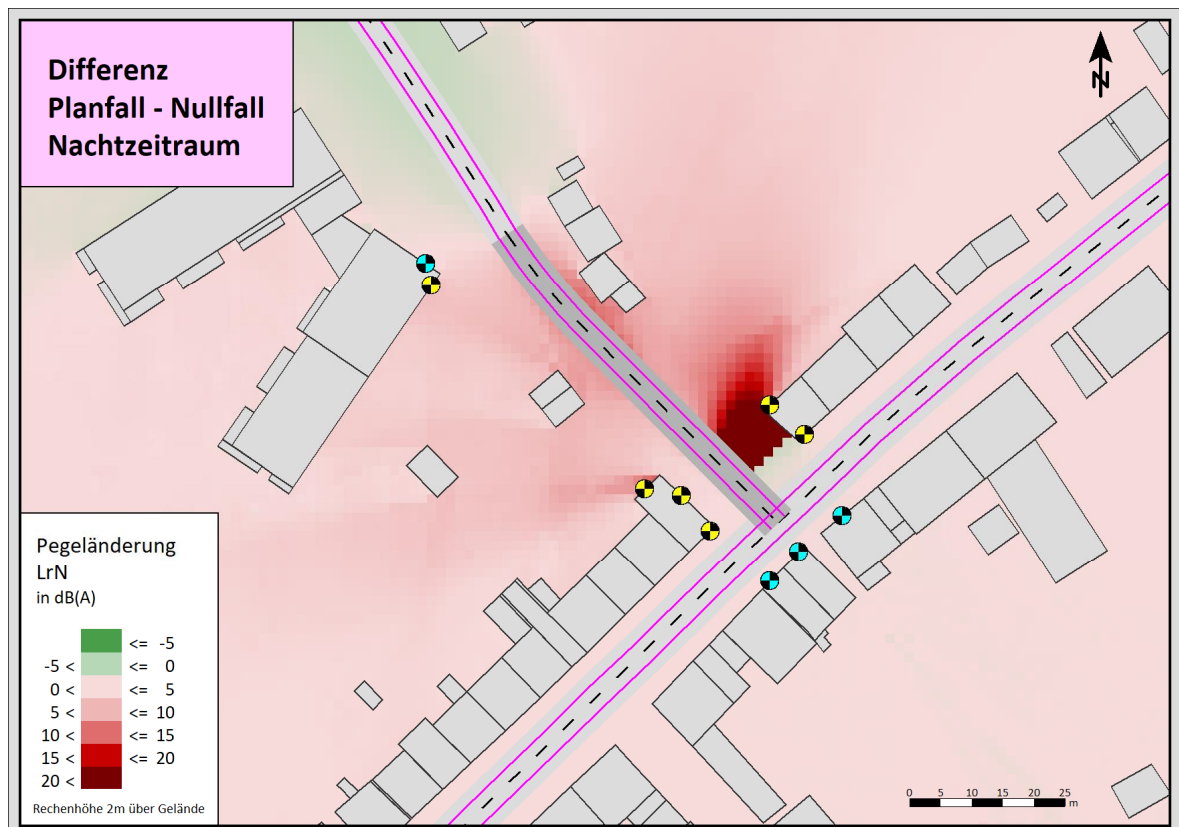 Differenz
Planfall - Nullfall
Nachtzeitraum
N
Pegeländerung
LrN
in dB(A)
<= -5
-5 < <= 0
0 < <= 5
5 < <= 10
10 < <= 15
15 < <= 20
20 <
Rechenhöhe 2m über Gelände
0 5 10 15 20 25
m